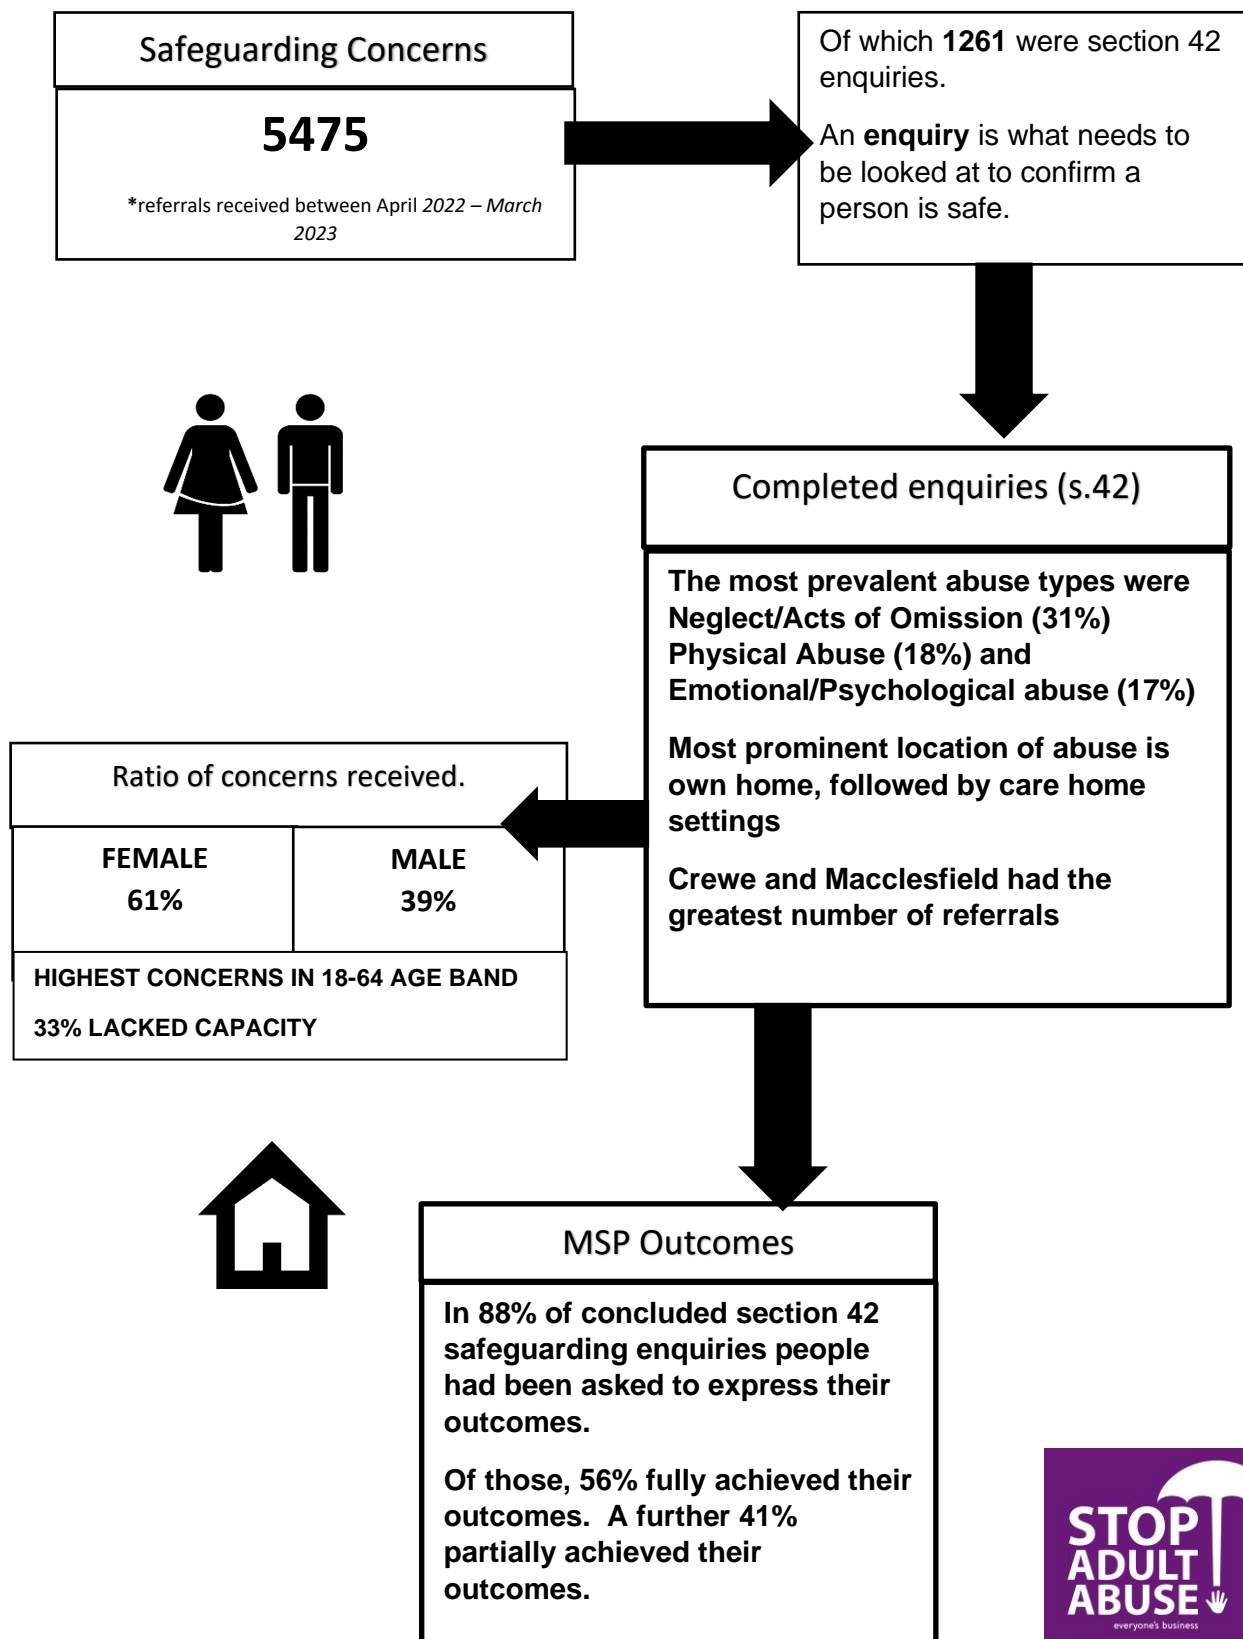 Safeguarding Concerns
5475
*referrals received between April 2022 – March
2023
Of which 1261 were section 42
enquiries.
An enquiry is what needs to
be looked at to confirm a
person is safe.
Completed enquiries (s.42)
The most prevalent abuse types were
Neglect/Acts of Omission (31%)
Physical Abuse (18%) and
Emotional/Psychological abuse (17%)
Most prominent location of abuse is
own home, followed by care home
settings
Crewe and Macclesfield had the
greatest number of referrals
Ratio of concerns received.
FEMALE
61%
MALE
39%
HIGHEST CONCERNS IN 18-64 AGE BAND
33% LACKED CAPACITY
MSP Outcomes
In 88% of concluded section 42
safeguarding enquiries people
had been asked to express their
outcomes.
Of those, 56% fully achieved their
outcomes.  A further 41%
partially achieved their
outcomes.
STOP
ADULT
ABUSE
everyone's business